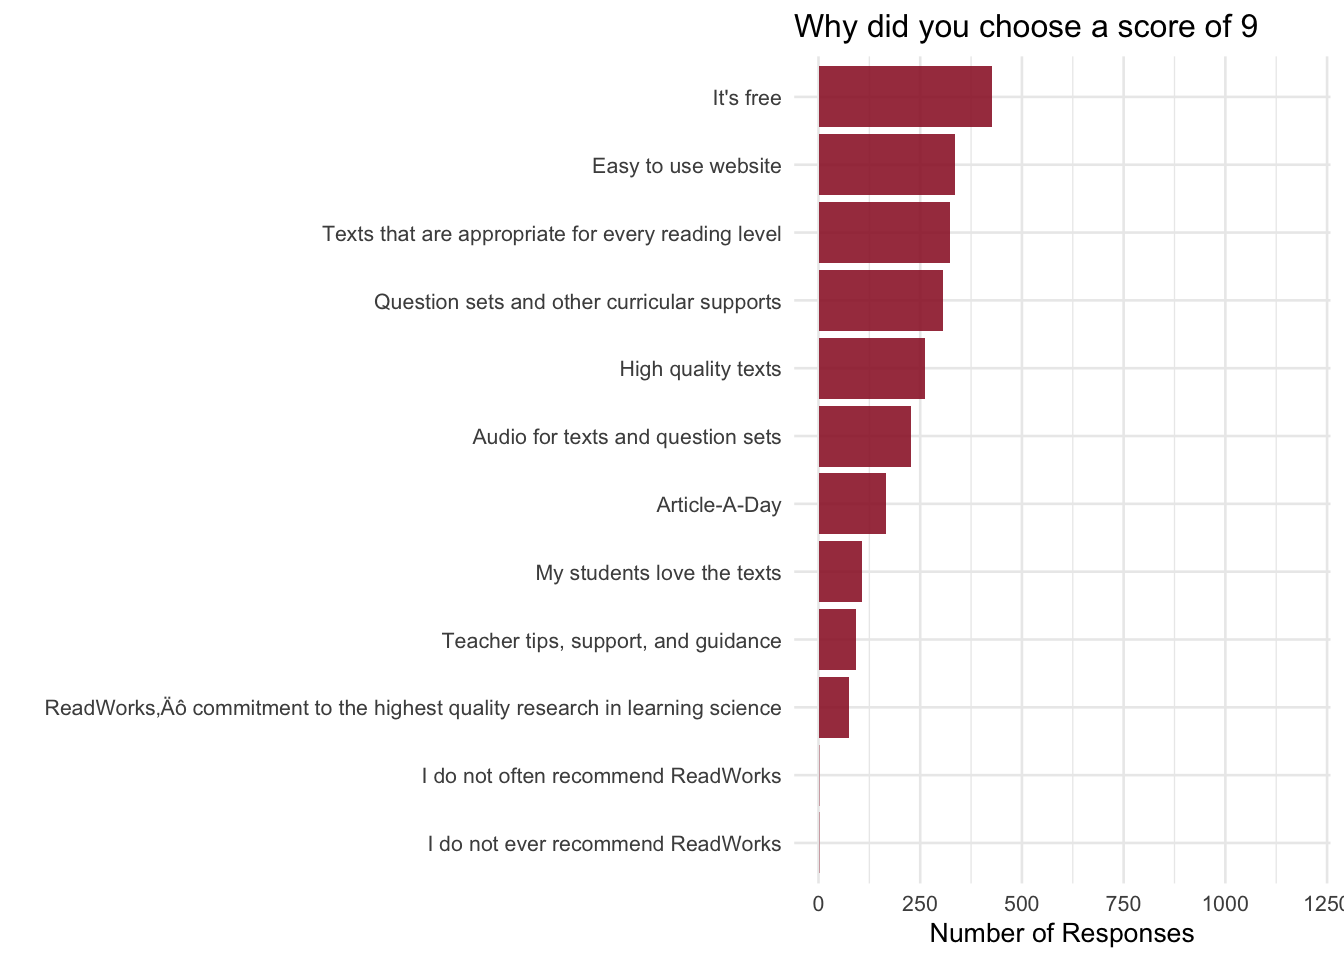 Why did you choose a score of 9
It's free
Easy to use website
Texts that are appropriate for every reading level
Question sets and other curricular supports
High quality texts
Audio for texts and question sets
Article-A-Day
My students love the texts
Teacher tips, support, and guidance
ReadWorks‚Äô commitment to the highest quality research in learning science
I do not often recommend ReadWorks
I do not ever recommend ReadWorks
0 250 500 750 1000 1250
Number of Responses